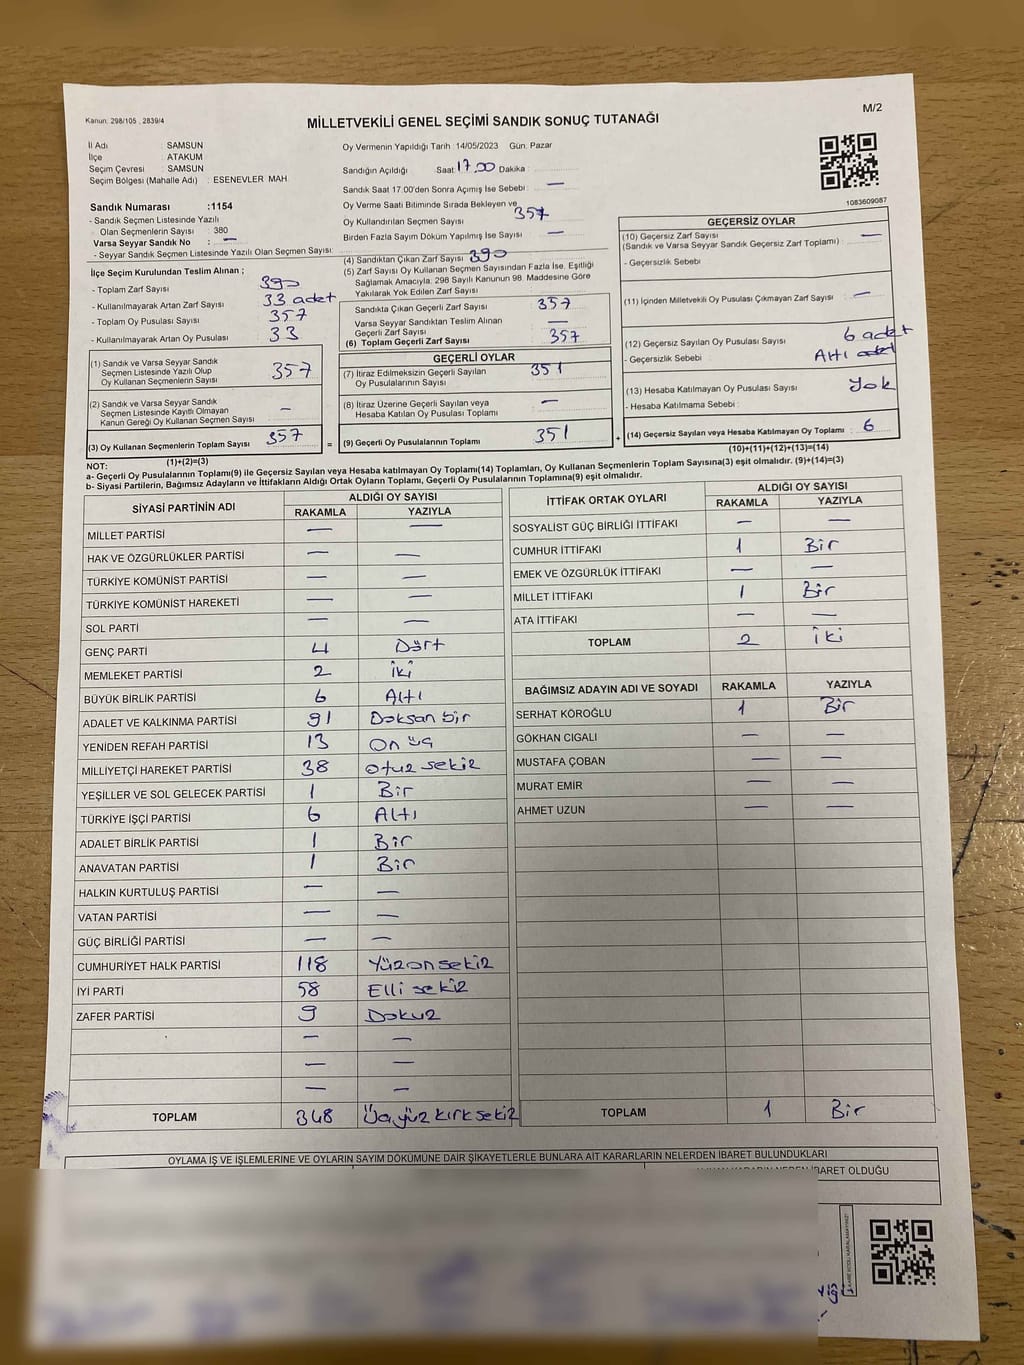 Kanun: 298/105 , 2839/4
M/2
MİLLETVEKİLİ GENEL SEÇİMİ SANDIK SONUÇ TUTANAĞI
İl Adı : SAMSUN
İlçe : ATAKUM
Seçim Çevresi : SAMSUN
Seçim Bölgesi (Mahalle Adı) : ESENEVLER MAH.
Sandık Numarası :1154
- Sandık Seçmen Listesinde Yazılı
Olan Seçmenlerin Sayısı : 380
Varsa Seyyar Sandık No : —
- Seyyar Sandık Seçmen Listesinde Yazılı Olan Seçmen Sayısı:
İlçe Seçim Kurulundan Teslim Alınan ;
- Toplam Zarf Sayısı : 390
- Kullanılmayarak Artan Zarf Sayısı : 33 adet
- Toplam Oy Pusulası Sayısı : 357
- Kullanılmayarak Artan Oy Pusulası : 33
(1) Sandık ve Varsa Seyyar Sandık
Seçmen Listesinde Yazılı Olup
Oy Kullanan Seçmenlerin Sayısı : 357
(2) Sandık ve Varsa Seyyar Sandık
Seçmen Listesinde Kayıtlı Olmayan
Kanun Gereği Oy Kullanan Seçmen Sayısı : —
(3) Oy Kullanan Seçmenlerin Toplam Sayısı : 357
(1)+(2)=(3)
Oy Vermenin Yapıldığı Tarih :14/05/2023 Gün: Pazar
Sandığın Açıldığı : Saat: 17.00 Dakika :
Sandık Saat 17:00'den Sonra Açımış İse Sebebi : —
Oy Verme Saati Bitiminde Sırada Bekleyen ve
Oy Kullandırılan Seçmen Sayısı : 357
Birden Fazla Sayım Döküm Yapılmış İse Sayısı : —
(4) Sandıktan Çıkan Zarf Sayısı : 390
(5) Zarf Sayısı Oy Kullanan Seçmen Sayısından Fazla İse, Eşitliği
Sağlamak Amacıyla; 298 Sayılı Kanunun 98. Maddesine Göre
Yakılarak Yok Edilen Zarf Sayısı :
Sandıkta Çıkan Geçerli Zarf Sayısı : 357
Varsa Seyyar Sandıktan Teslim Alınan
Geçerli Zarf Sayısı : —
(6) Toplam Geçerli Zarf Sayısı : 357
GEÇERLİ OYLAR
(7) İtiraz Edilmeksizin Geçerli Sayılan
Oy Pusulalarının Sayısı : 351
(8) İtiraz Üzerine Geçerli Sayılan veya
Hesaba Katılan Oy Pusulası Toplamı : —
= (9) Geçerli Oy Pusulalarının Toplamı : 351
1083609087
GEÇERSİZ OYLAR
(10) Geçersiz Zarf Sayısı : —
(Sandık ve Varsa Seyyar Sandık Geçersiz Zarf Toplamı) :
- Geçersizlik Sebebi
(11) İçinden Milletvekili Oy Pusulası Çıkmayan Zarf Sayısı : —
(12) Geçersiz Sayılan Oy Pusulası Sayısı : 6 adet
- Geçersizlik Sebebi : Altı adet
(13) Hesaba Katılmayan Oy Pusulası Sayısı : Yok
- Hesaba Katılmama Sebebi :
+ (14) Geçersiz Sayılan veya Hesaba Katılmayan Oy Toplamı : 6
(10)+(11)+(12)+(13)=(14)
NOT:
a- Geçerli Oy Pusulalarının Toplamı(9) ile Geçersiz Sayılan veya Hesaba katılmayan Oy Toplamı(14) Toplamları, Oy Kullanan Seçmenlerin Toplam Sayısına(3) eşit olmalıdır. (9)+(14)=(3)
b- Siyasi Partilerin, Bağımsız Adayların ve İttifakların Aldığı Ortak Oyların Toplamı, Geçerli Oy Pusulalarının Toplamına(9) eşit olmalıdır.
SİYASİ PARTİNİN ADI ALDIĞI OY SAYISI
RAKAMLA YAZIYLA
MİLLET PARTİSİ — —
HAK VE ÖZGÜRLÜKLER PARTİSİ — —
TÜRKİYE KOMÜNİST PARTİSİ — —
TÜRKİYE KOMÜNİST HAREKETİ — —
SOL PARTİ — —
GENÇ PARTİ 4 Dört
MEMLEKET PARTİSİ 2 İki
BÜYÜK BİRLİK PARTİSİ 6 Altı
ADALET VE KALKINMA PARTİSİ 91 Doksan bir
YENİDEN REFAH PARTİSİ 13 On üç
MİLLİYETÇİ HAREKET PARTİSİ 38 Otuz sekiz
YEŞİLLER VE SOL GELECEK PARTİSİ 1 Bir
TÜRKİYE İŞÇİ PARTİSİ 6 Altı
ADALET BİRLİK PARTİSİ 1 Bir
ANAVATAN PARTİSİ 1 Bir
HALKIN KURTULUŞ PARTİSİ — —
VATAN PARTİSİ — —
GÜÇ BİRLİĞİ PARTİSİ — —
CUMHURİYET HALK PARTİSİ 118 Yüzonsekiz
İYİ PARTİ 58 Elli sekiz
ZAFER PARTİSİ 9 Dokuz
— —
— —
— —
TOPLAM 348 Üçyüz kırksekiz
İTTİFAK ORTAK OYLARI ALDIĞI OY SAYISI
RAKAMLA YAZIYLA
SOSYALİST GÜÇ BİRLİĞİ İTTİFAKI — —
CUMHUR İTTİFAKI 1 Bir
EMEK VE ÖZGÜRLÜK İTTİFAKI — —
MİLLET İTTİFAKI 1 Bir
ATA İTTİFAKI — —
TOPLAM 2 İki
BAĞIMSIZ ADAYIN ADI VE SOYADI RAKAMLA YAZIYLA
SERHAT KÖROĞLU 1 Bir
GÖKHAN CIGALI — —
MUSTAFA ÇOBAN — —
MURAT EMİR — —
AHMET UZUN — —
TOPLAM 1 Bir
OYLAMA İŞ VE İŞLEMLERİNE VE OYLARIN SAYIM DÖKÜMÜNE DAİR ŞİKAYETLERLE BUNLARA AİT KARARLARIN NELERDEN İBARET BULUNDUKLARI
İBARET OLDUĞU